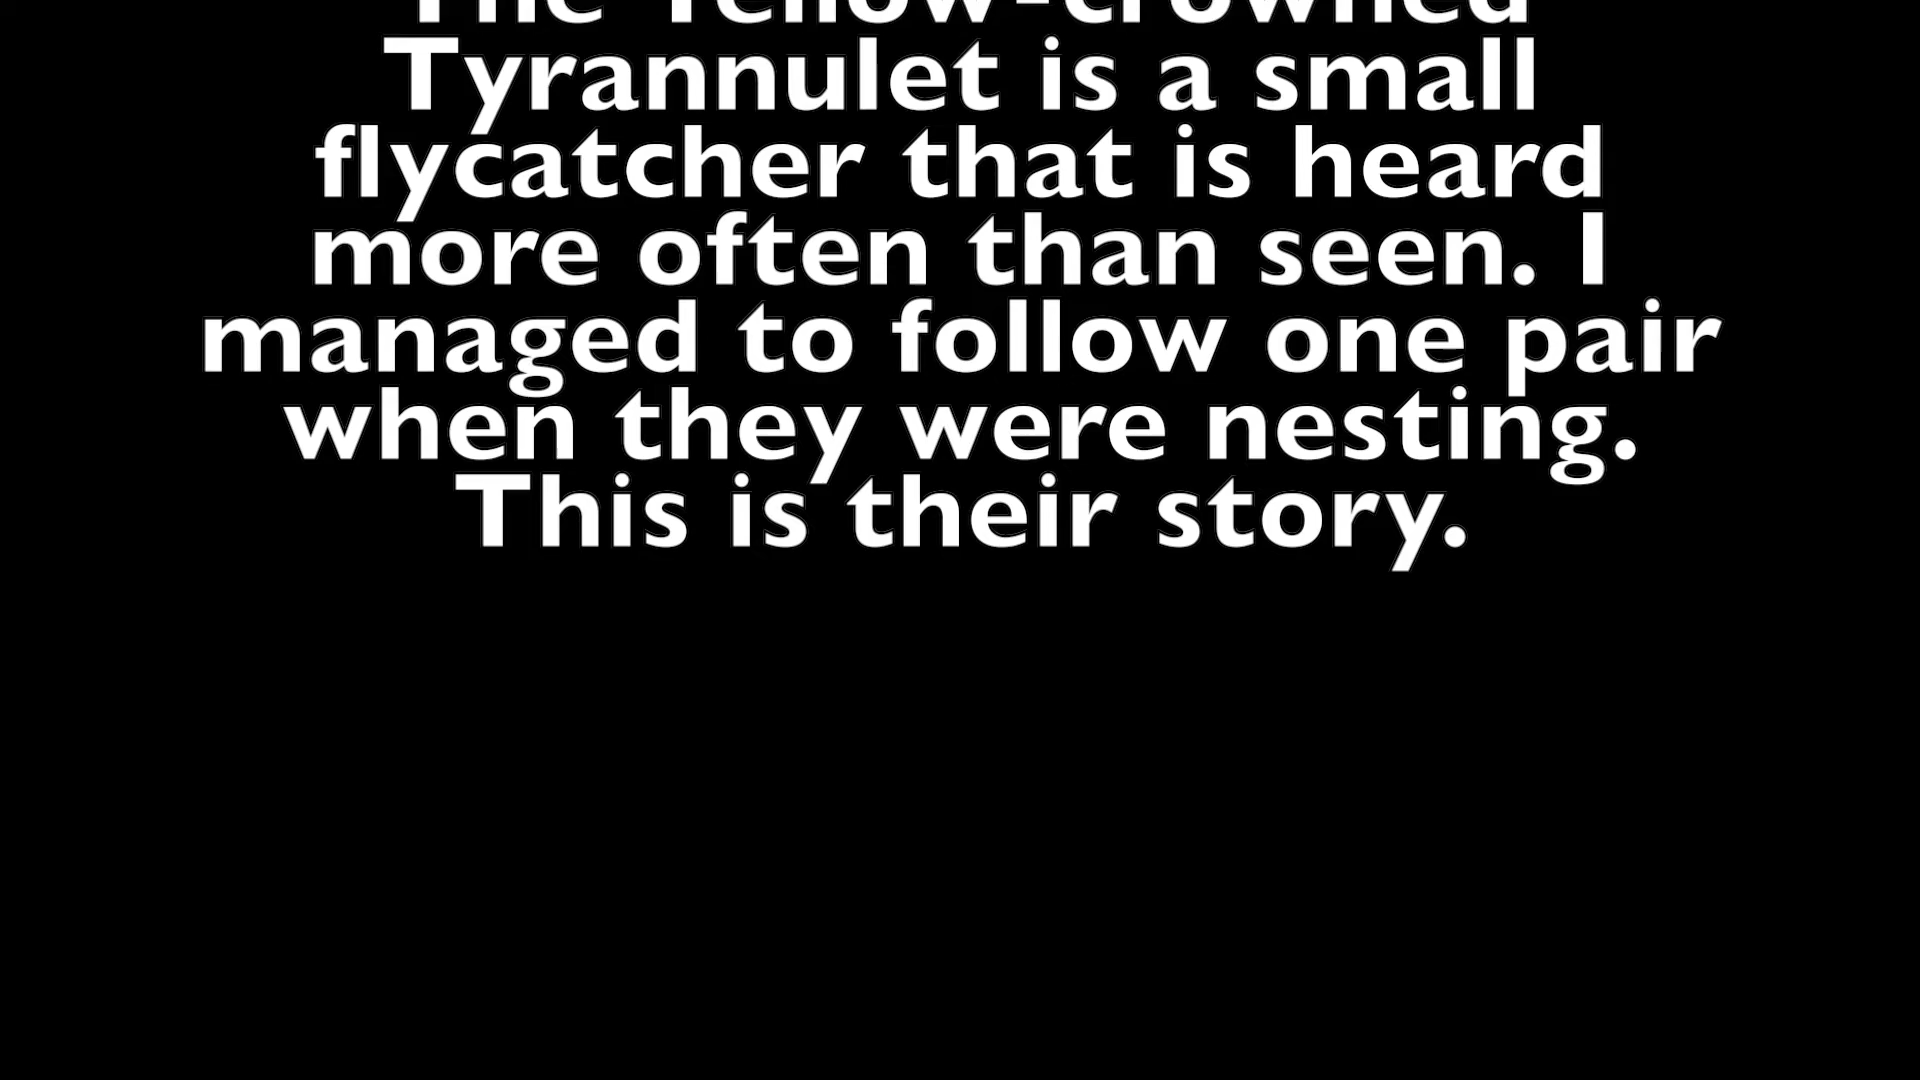 The Yellow-crowned
Tyrannulet is a small
flycatcher that is heard
more often than seen. I
managed to follow one pair
when they were nesting.
This is their story.